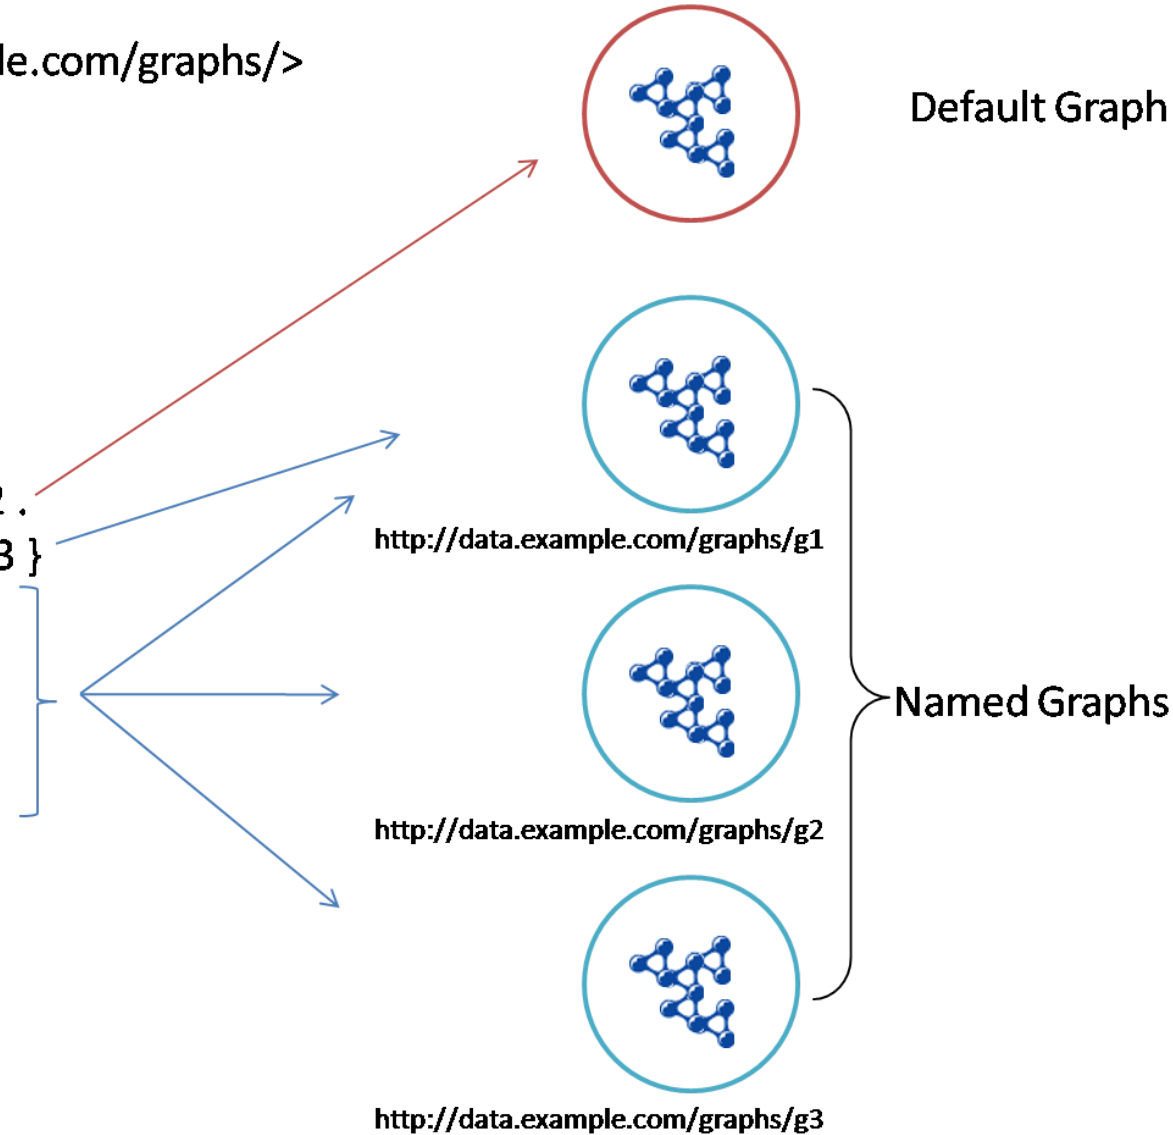 le.com/graphs/>
Default Graph
2 .
3 }
http://data.example.com/graphs/g1
Named Graphs
http://data.example.com/graphs/g2
http://data.example.com/graphs/g3